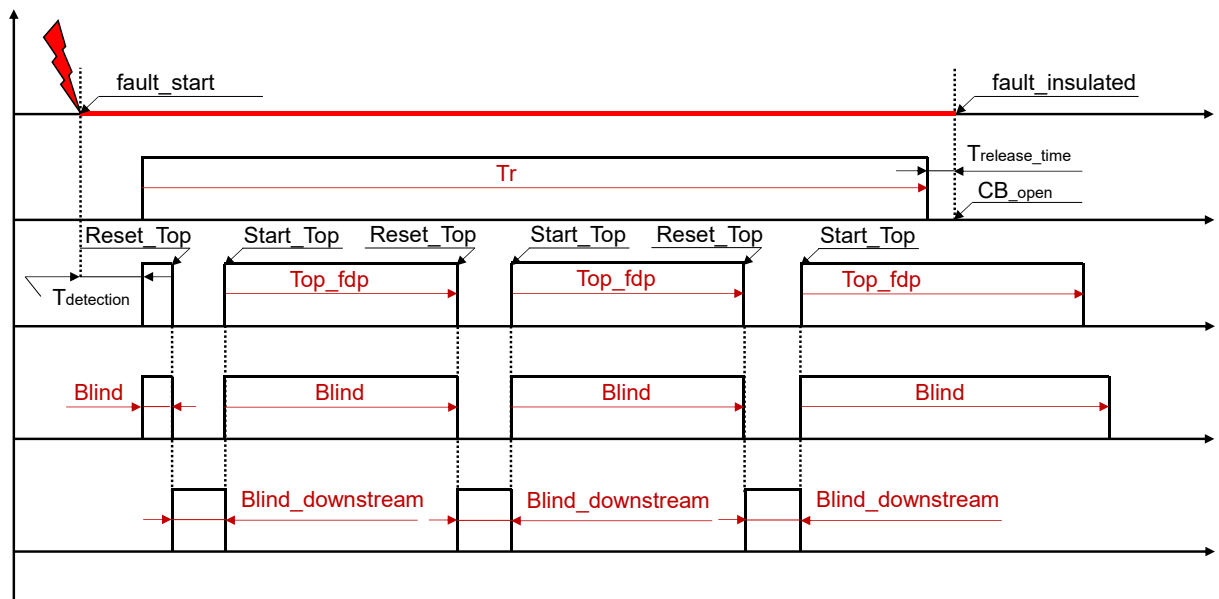 fault_start
fault_insulated
Tr
Trelease_time
CB_open
Reset_Top
Start_Top
Reset_Top
Start_Top
Reset_Top
Start_Top
Tdetection
Top_fdp
Top_fdp
Top_fdp
Blind
Blind
Blind
Blind
Blind_downstream
Blind_downstream
Blind_downstream